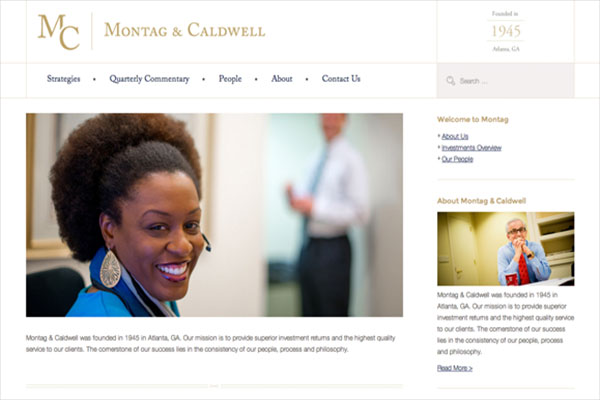 MC
MONTAG & CALDWELL
Founded in
1945
Atlanta, GA
Strategies • Quarterly Commentary • People • About • Contact Us
Search ...
Welcome to Montag
About Us
Investments Overview
Our People
About Montag & Caldwell
Montag & Caldwell was founded in 1945 in
Atlanta, GA. Our mission is to provide superior
investment returns and the highest quality
service to our clients. The cornerstone of our
success lies in the consistency of our people,
process and philosophy.
Read More >
Montag & Caldwell was founded in 1945 in Atlanta, GA. Our mission is to provide superior investment returns and the highest quality
service to our clients. The cornerstone of our success lies in the consistency of our people, process and philosophy.